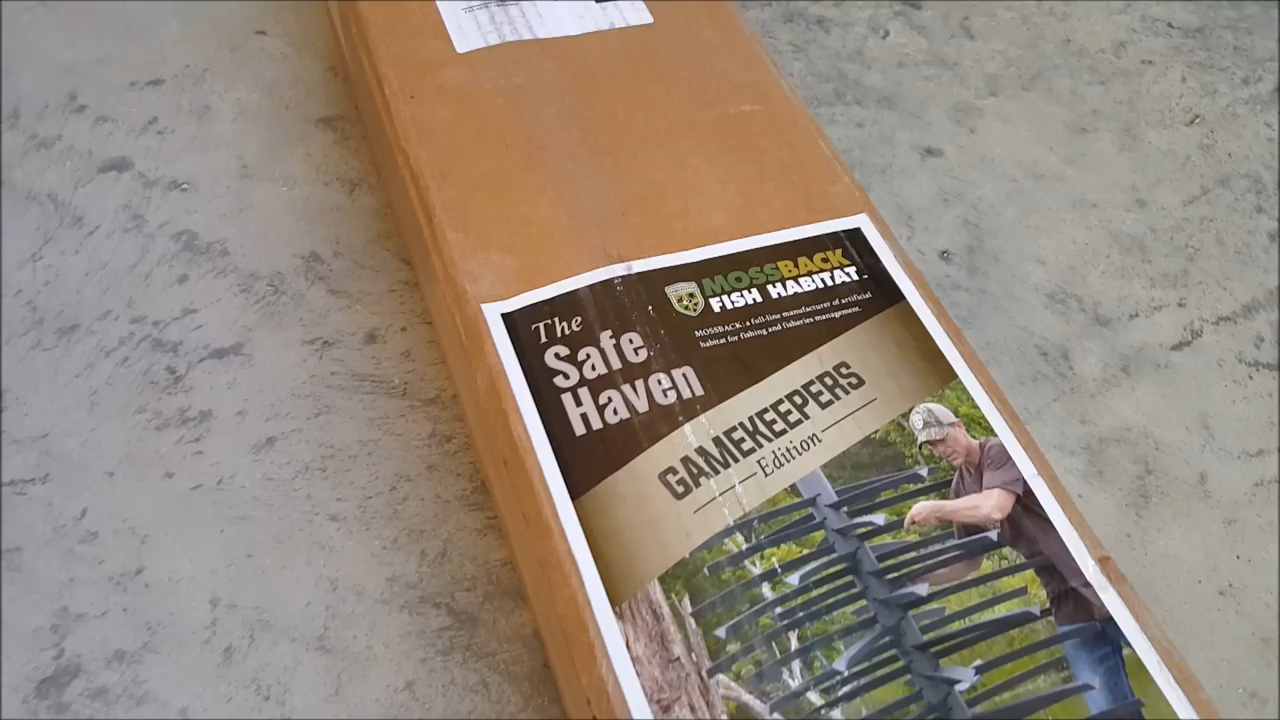 The
Safe
Haven
MOSSBACK
FISH HABITAT
MOSSBACK: a full-line manufacturer of artificial
habitat for fishing and fisheries management.
GAMEKEEPERS
Edition